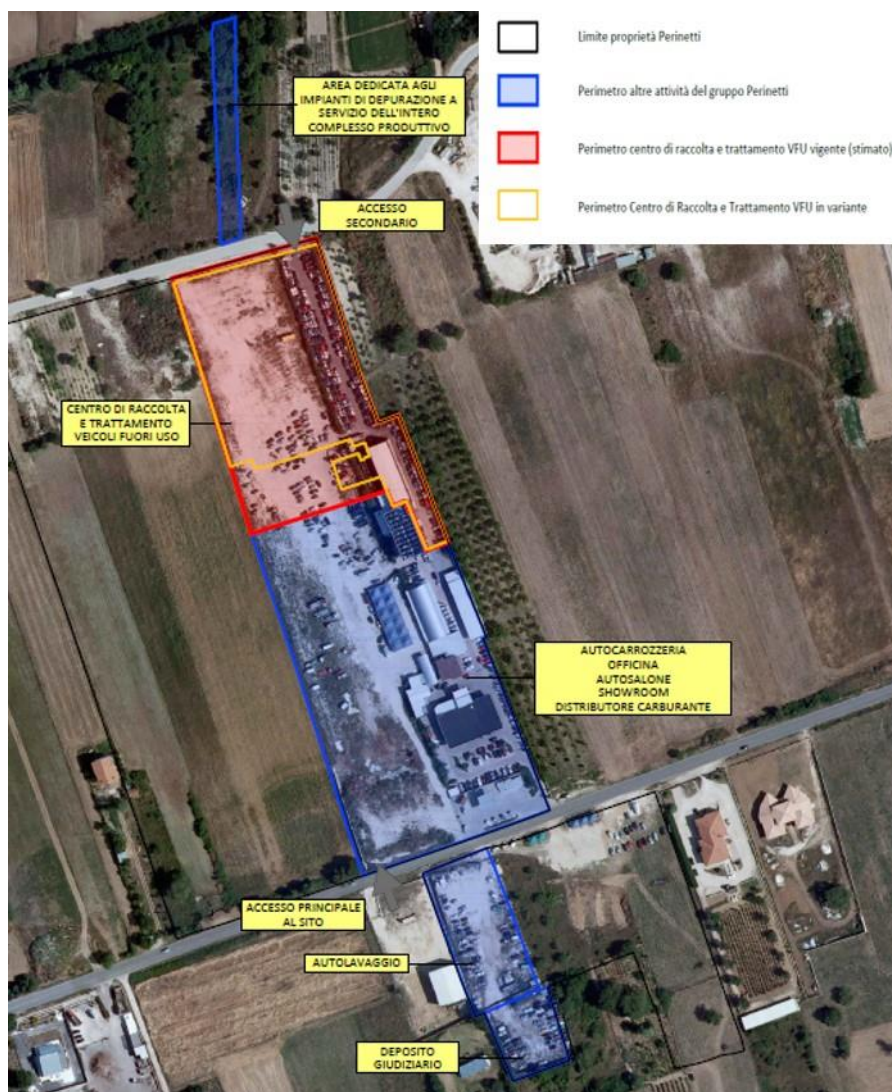 Limite proprietà Perinetti
Perimetro altre attività del gruppo Perinetti
Perimetro centro di raccolta e trattamento VFU vigente (stimato)
Perimetro Centro di Raccolta e Trattamento VFU in variante
AREA DEDICATA AGLI
IMPIANTI DI DEPURAZIONE A
SERVIZIO DELL'INTERO
COMPLESSO PRODUTTIVO
ACCESSO
SECONDARIO
CENTRO DI RACCOLTA
E TRATTAMENTO
VEICOLI FUORI USO
AUTOCARROZZERIA
OFFICINA
AUTOSALONE
SHOWROOM
DISTRIBUTORE CARBURANTE
ACCESSO PRINCIPALE
AL SITO
AUTOLAVAGGIO
DEPOSITO
GIUDIZIARIO